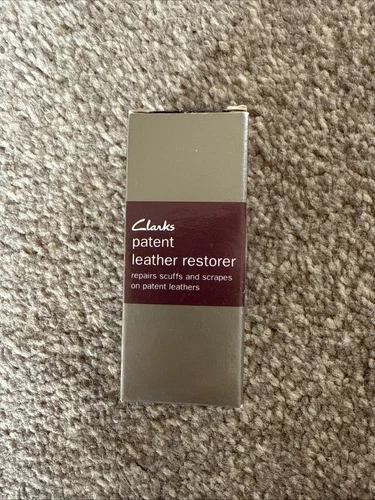 Clarks
patent
leather restorer
repairs scuffs and scrapes
on patent leathers